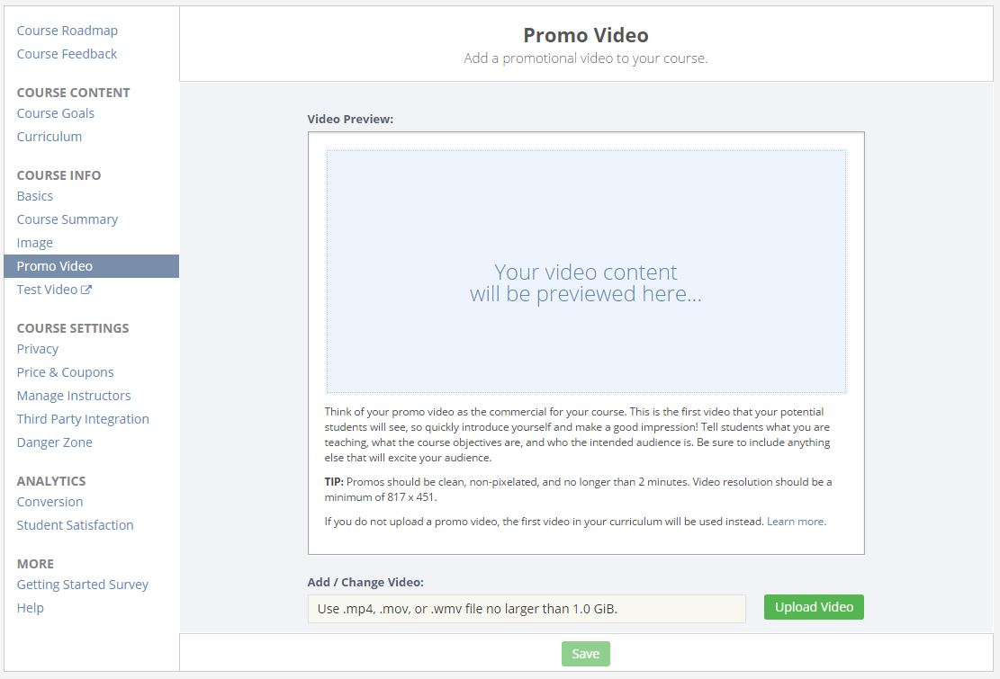 Course Roadmap
Course Feedback
COURSE CONTENT
Course Goals
Curriculum
COURSE INFO
Basics
Course Summary
Image
Promo Video
Test Video
COURSE SETTINGS
Privacy
Price & Coupons
Manage Instructors
Third Party Integration
Danger Zone
ANALYTICS
Conversion
Student Satisfaction
MORE
Getting Started Survey
Help
Promo Video
Add a promotional video to your course.
Video Preview:
Your video content
will be previewed here...
Think of your promo video as the commercial for your course. This is the first video that your potential
students will see, so quickly introduce yourself and make a good impression! Tell students what you are
teaching, what the course objectives are, and who the intended audience is. Be sure to include anything
else that will excite your audience.
TIP: Promos should be clean, non-pixelated, and no longer than 2 minutes. Video resolution should be a
minimum of 817 x 451.
If you do not upload a promo video, the first video in your curriculum will be used instead. Learn more.
Add / Change Video:
Use .mp4, .mov, or .wmv file no larger than 1.0 GiB.
Upload Video
Save